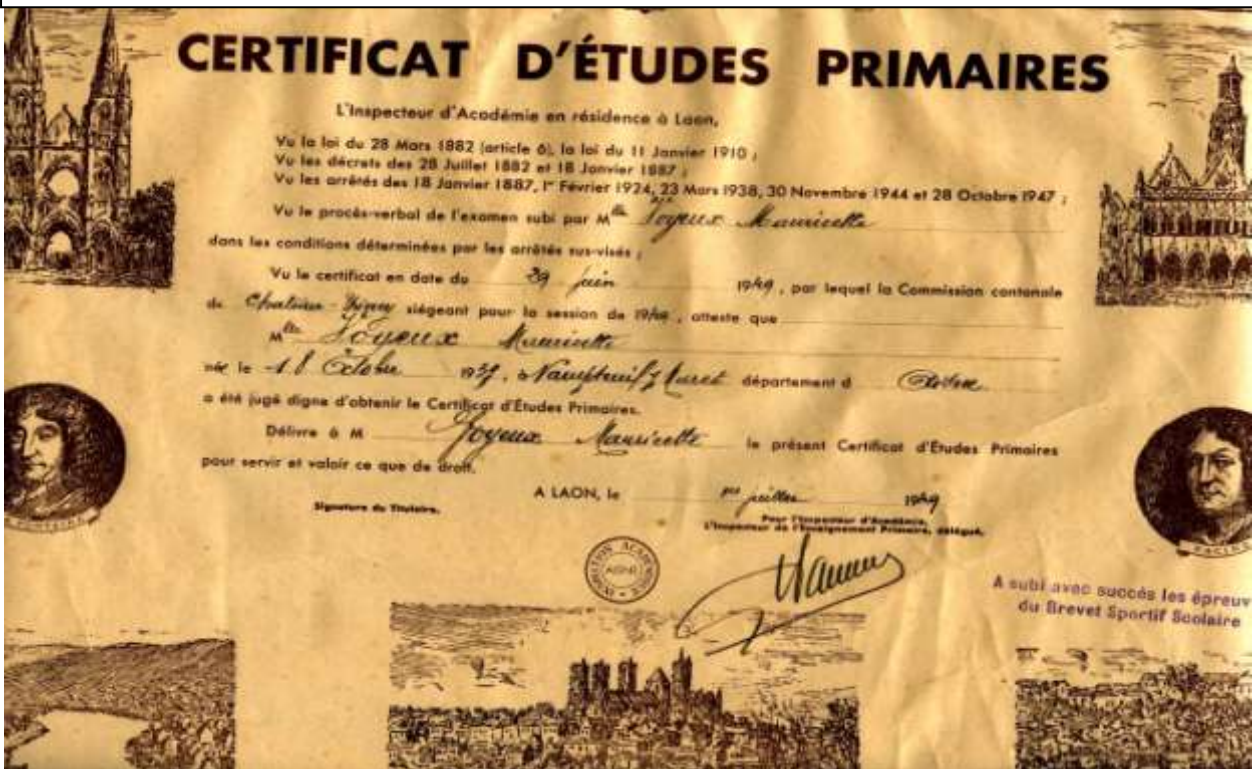 CERTIFICAT D'ÉTUDES PRIMAIRES
L'Inspecteur d'Académie en résidence à Laon,
Vu la loi du 28 Mars 1882 (article 6), la loi du 11 Janvier 1910 ;
Vu les décrets des 28 Juillet 1882 et 18 Janvier 1887 ;
Vu les arrêtés des 18 Janvier 1887, 1er Février 1924, 23 Mars 1938, 30 Novembre 1944 et 28 Octobre 1947 ;
Vu le procès-verbal de l'examen subi par Mlle Joyeux Mauricette
dans les conditions déterminées par les arrêtés sus-visés ;
Vu le certificat en date du 29 juin 1949, par lequel la Commission cantonale
de siégeant pour la session de 1949, atteste que
Mlle Joyeux Mauricette
née le 18 Octobre à département d
a été jugé digne d'obtenir le Certificat d'Études Primaires.
Délivre à M Joyeux Mauricette le présent Certificat d'Études Primaires
pour servir et valoir ce que de droit.
A LAON, le 1er juillet 1949
Signature du Titulaire.
Pour l'Inspecteur d'Académie,
L'Inspecteur de l'Enseignement Primaire, délégué,
INSPECTION ACADÉMIQUE
AISNE
RACINE
A subi avec succès les épreuv
du Brevet Sportif Scolaire